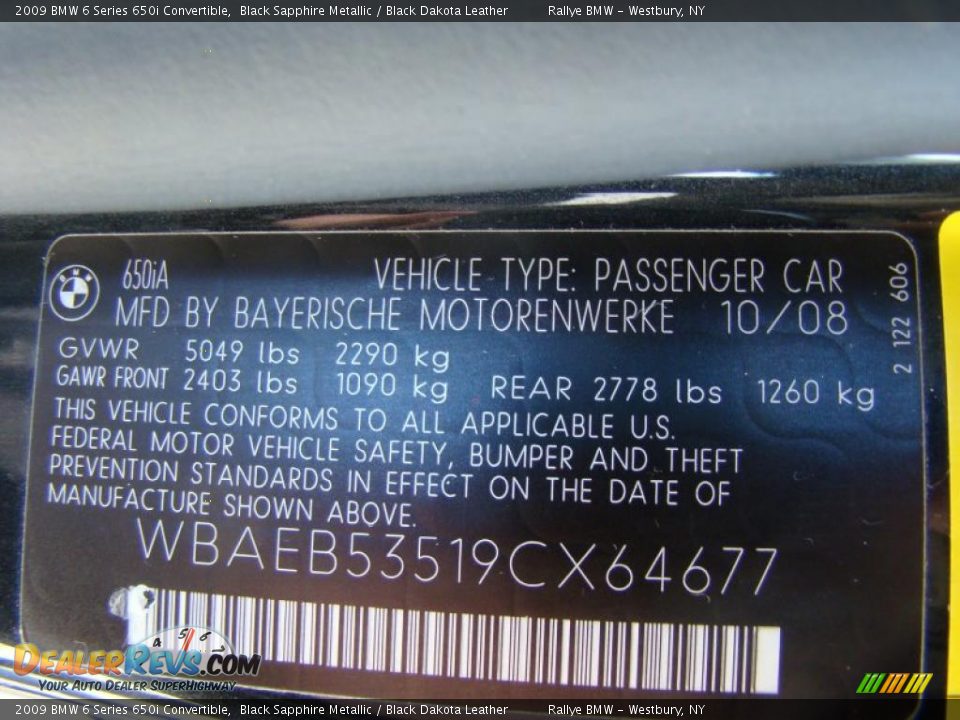 2009 BMW 6 Series 650i Convertible,  Black Sapphire Metallic / Black Dakota Leather  Rallye BMW - Westbury, NY
650iA VEHICLE TYPE: PASSENGER CAR
MFD BY BAYERISCHE MOTORENWERKE 10/08
GVWR 5049 lbs 2290 kg
GAWR FRONT 2403 lbs 1090 kg REAR 2778 lbs 1260 kg
2 122 606
THIS VEHICLE CONFORMS TO ALL APPLICABLE U.S.
FEDERAL MOTOR VEHICLE SAFETY, BUMPER AND THEFT
PREVENTION STANDARDS IN EFFECT ON THE DATE OF
MANUFACTURE SHOWN ABOVE.
WBAEB53519CX64677
4 5 6
DEALERREVS.COM
YOUR AUTO DEALER SUPERHIGHWAY
2009 BMW 6 Series 650i Convertible,  Black Sapphire Metallic / Black Dakota Leather  Rallye BMW - Westbury, NY